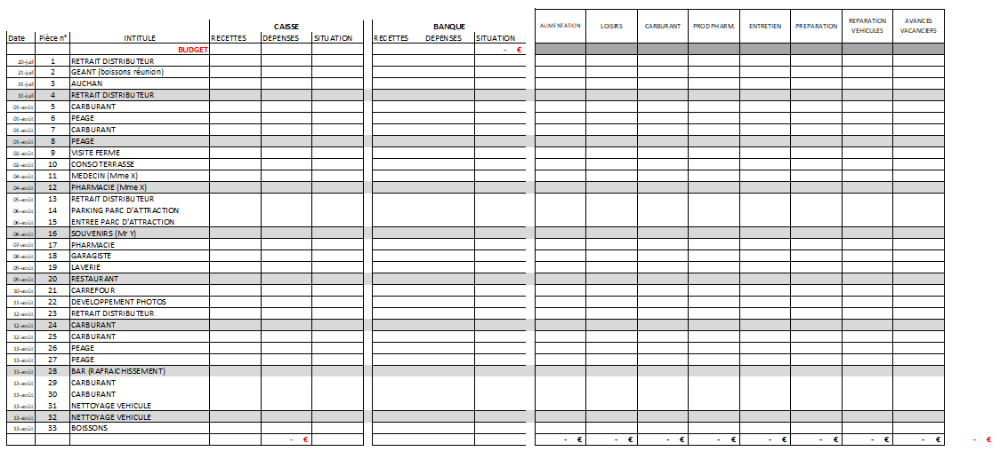 CAISSE BANQUE ALIMENTATION LOISIRS CARBURANT PROD PHARM. ENTRETIEN PREPARATION REPARATION VEHICULES AVANCES VACANCIERS
Date Pièce n° INTITULE RECETTES DEPENSES SITUATION RECETTES DEPENSES SITUATION
BUDGET - €
20-juil 1 RETRAIT DISTRIBUTEUR
21-juil 2 GEANT (boissons réunion)
31-juil 3 AUCHAN
31-juil 4 RETRAIT DISTRIBUTEUR
01-août 5 CARBURANT
01-août 6 PEAGE
01-août 7 CARBURANT
01-août 8 PEAGE
02-août 9 VISITE FERME
02-août 10 CONSO TERRASSE
04-août 11 MEDECIN (Mme X)
04-août 12 PHARMACIE (Mme X)
05-août 13 RETRAIT DISTRIBUTEUR
06-août 14 PARKING PARC D'ATTRACTION
06-août 15 ENTREE PARC D'ATTRACTION
06-août 16 SOUVENIRS (Mr Y)
07-août 17 PHARMACIE
08-août 18 GARAGISTE
09-août 19 LAVERIE
09-août 20 RESTAURANT
10-août 21 CARREFOUR
11-août 22 DEVELOPPEMENT PHOTOS
12-août 23 RETRAIT DISTRIBUTEUR
12-août 24 CARBURANT
12-août 25 CARBURANT
13-août 26 PEAGE
13-août 27 PEAGE
13-août 28 BAR (RAFRAICHISSEMENT)
13-août 29 CARBURANT
13-août 30 CARBURANT
13-août 31 NETTOYAGE VEHICULE
13-août 32 NETTOYAGE VEHICULE
13-août 33 BOISSONS
- € - € - € - € - € - € - € - € - € - €